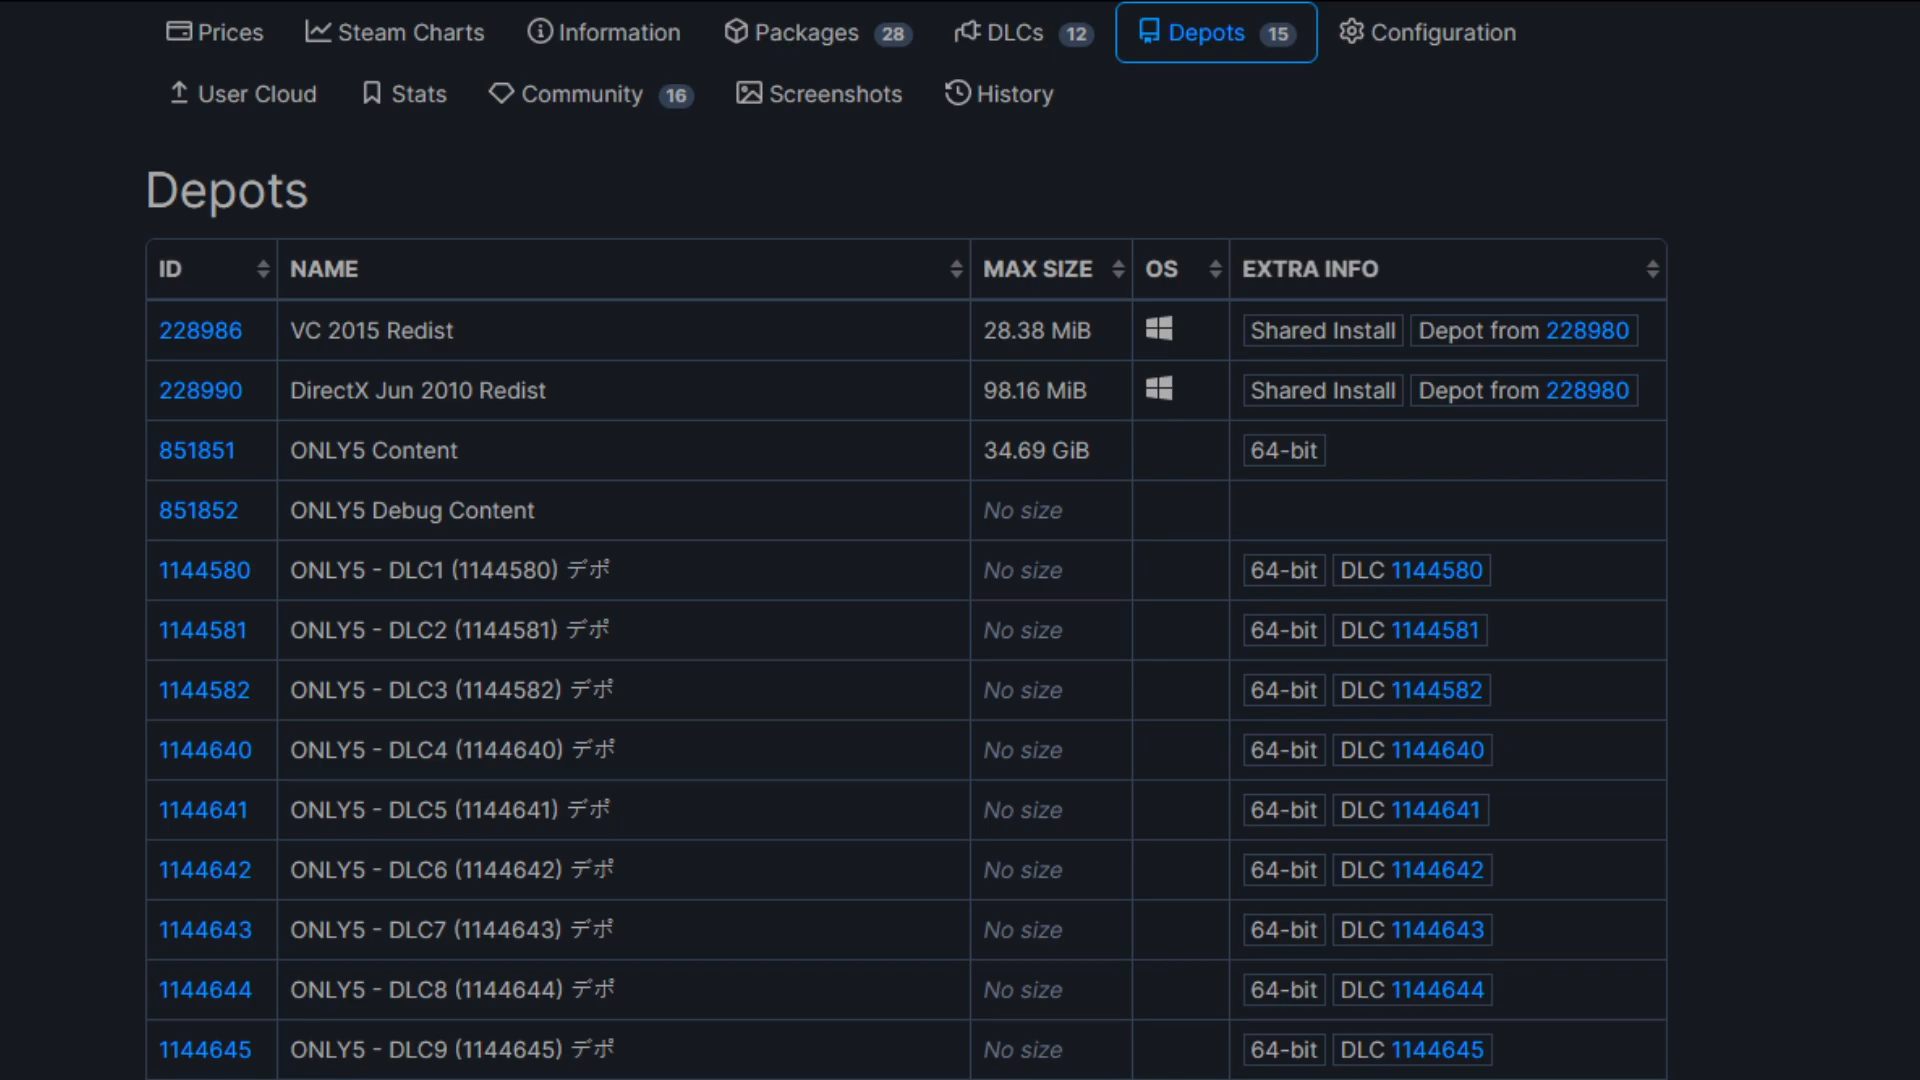 Prices Steam Charts Information Packages 28 DLCs 12 Depots 15 Configuration
User Cloud Stats Community 16 Screenshots History
Depots
ID NAME MAX SIZE OS EXTRA INFO
228986 VC 2015 Redist 28.38 MiB Shared Install Depot from 228980
228990 DirectX Jun 2010 Redist 98.16 MiB Shared Install Depot from 228980
851851 ONLY5 Content 34.69 GiB 64-bit
851852 ONLY5 Debug Content No size
1144580 ONLY5 - DLC1 (1144580) デポ No size 64-bit DLC 1144580
1144581 ONLY5 - DLC2 (1144581) デポ No size 64-bit DLC 1144581
1144582 ONLY5 - DLC3 (1144582) デポ No size 64-bit DLC 1144582
1144640 ONLY5 - DLC4 (1144640) デポ No size 64-bit DLC 1144640
1144641 ONLY5 - DLC5 (1144641) デポ No size 64-bit DLC 1144641
1144642 ONLY5 - DLC6 (1144642) デポ No size 64-bit DLC 1144642
1144643 ONLY5 - DLC7 (1144643) デポ No size 64-bit DLC 1144643
1144644 ONLY5 - DLC8 (1144644) デポ No size 64-bit DLC 1144644
1144645 ONLY5 - DLC9 (1144645) デポ No size 64-bit DLC 1144645